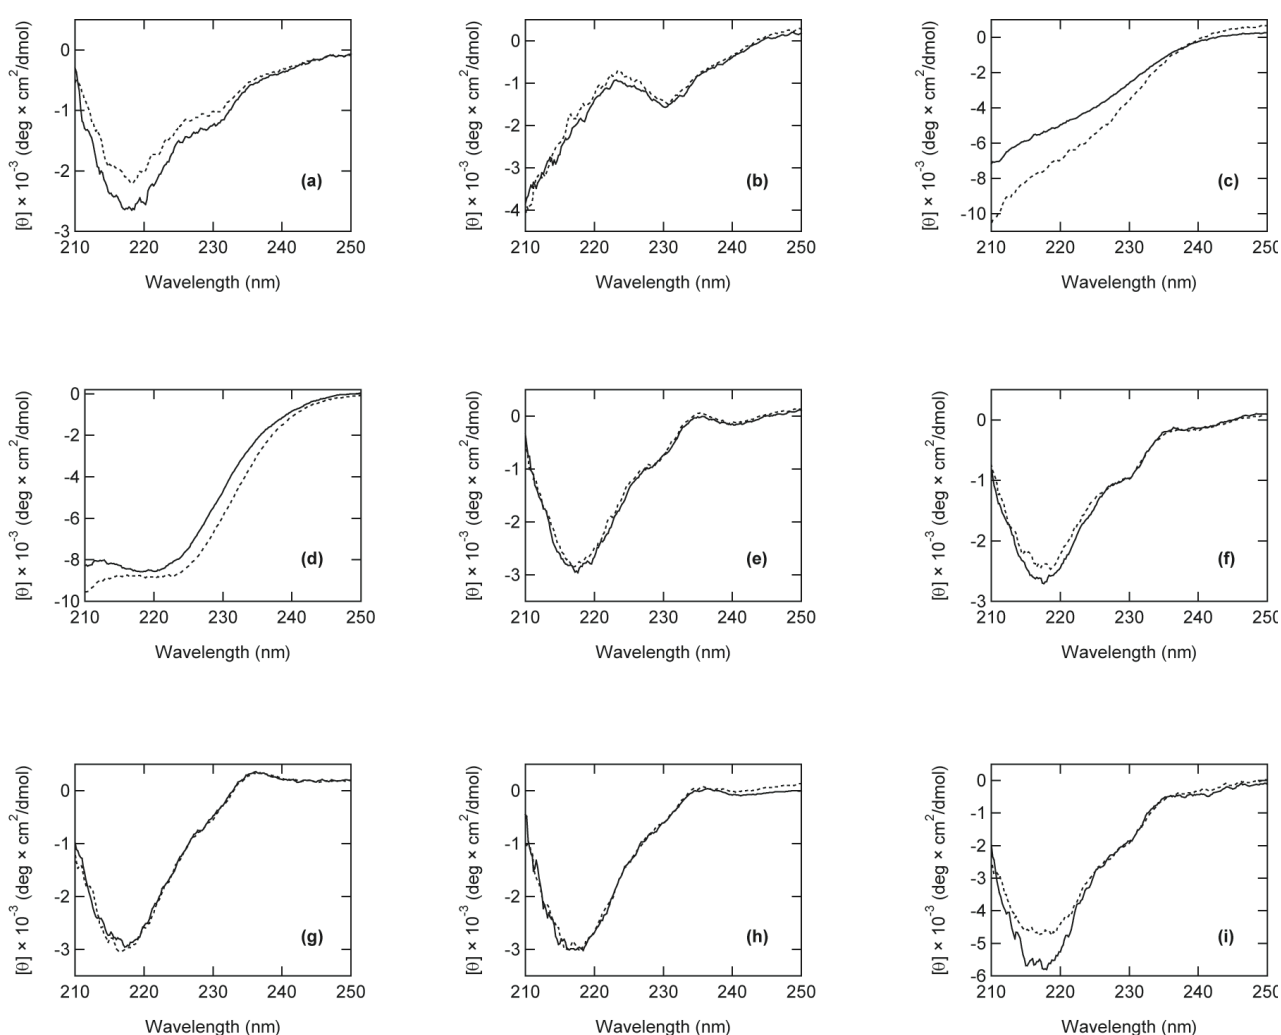 0
-1
-2
-3
[θ] × 10⁻³ (deg × cm²/dmol)
(a)
210 220 230 240 250
Wavelength (nm)
0
-1
-2
-3
-4
[θ] × 10⁻³ (deg × cm²/dmol)
(b)
210 220 230 240 250
Wavelength (nm)
0
-2
-4
-6
-8
-10
[θ] × 10⁻³ (deg × cm²/dmol)
(c)
210 220 230 240 250
Wavelength (nm)
0
-2
-4
-6
-8
-10
[θ] × 10⁻³ (deg × cm²/dmol)
(d)
210 220 230 240 250
Wavelength (nm)
0
-1
-2
-3
[θ] × 10⁻³ (deg × cm²/dmol)
(e)
210 220 230 240 250
Wavelength (nm)
0
-1
-2
-3
[θ] × 10⁻³ (deg × cm²/dmol)
(f)
210 220 230 240 250
Wavelength (nm)
0
-1
-2
-3
[θ] × 10⁻³ (deg × cm²/dmol)
(g)
210 220 230 240 250
Wavelength (nm)
0
-1
-2
-3
[θ] × 10⁻³ (deg × cm²/dmol)
(h)
210 220 230 240 250
Wavelength (nm)
0
-1
-2
-3
-4
-5
-6
[θ] × 10⁻³ (deg × cm²/dmol)
(i)
210 220 230 240 250
Wavelength (nm)